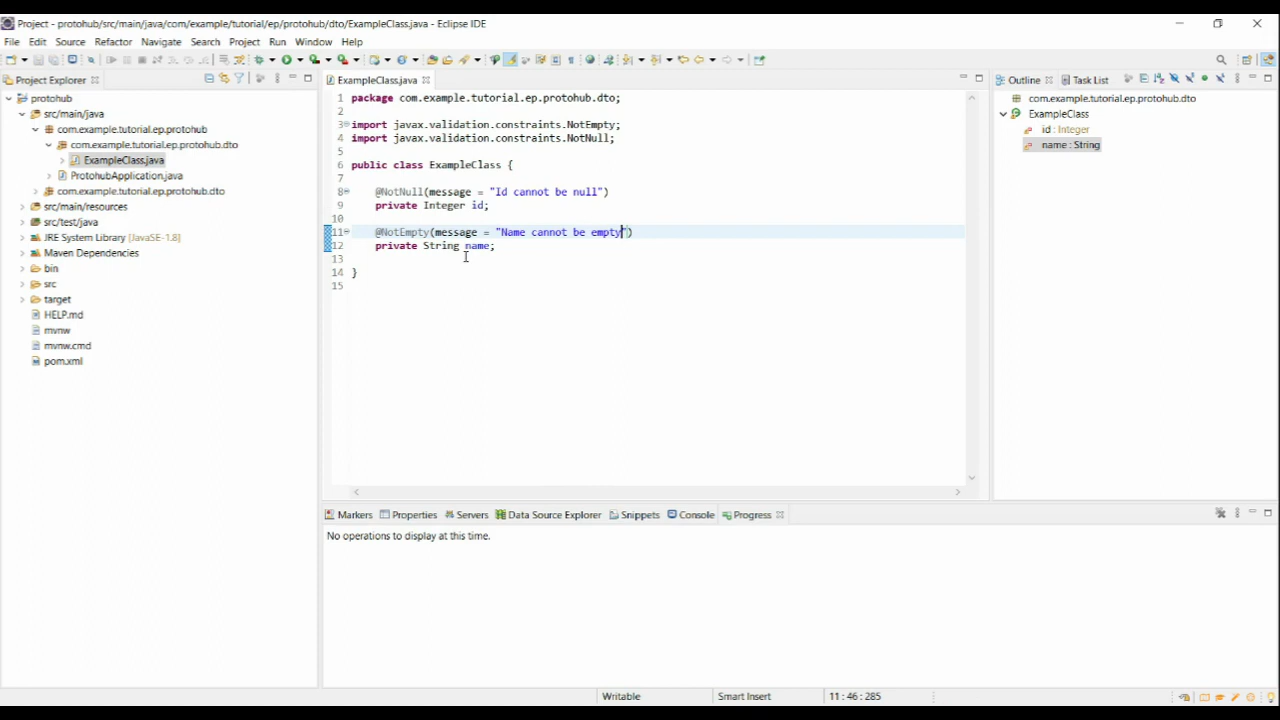 Project - protohub/src/main/java/com/example/tutorial/ep/protohub/dto/ExampleClass.java - Eclipse IDE
File Edit Source Refactor Navigate Search Project Run Window Help
Project Explorer
protohub
src/main/java
com.example.tutorial.ep.protohub
com.example.tutorial.ep.protohub.dto
ExampleClass.java
ProtohubApplication.java
com.example.tutorial.ep.protohub.dto
src/main/resources
src/test/java
JRE System Library [JavaSE-1.8]
Maven Dependencies
bin
src
target
HELP.md
mvnw
mvnw.cmd
pom.xml
ExampleClass.java
1 package com.example.tutorial.ep.protohub.dto;
2
3 import javax.validation.constraints.NotEmpty;
4 import javax.validation.constraints.NotNull;
5
6 public class ExampleClass {
7
8 @NotNull(message = "Id cannot be null")
9 private Integer id;
10
11 @NotEmpty(message = "Name cannot be empty")
12 private String name;
13
14 }
15
Outline Task List
com.example.tutorial.ep.protohub.dto
ExampleClass
id : Integer
name : String
Markers Properties Servers Data Source Explorer Snippets Console Progress
No operations to display at this time.
Writable Smart Insert 11 : 46 : 285